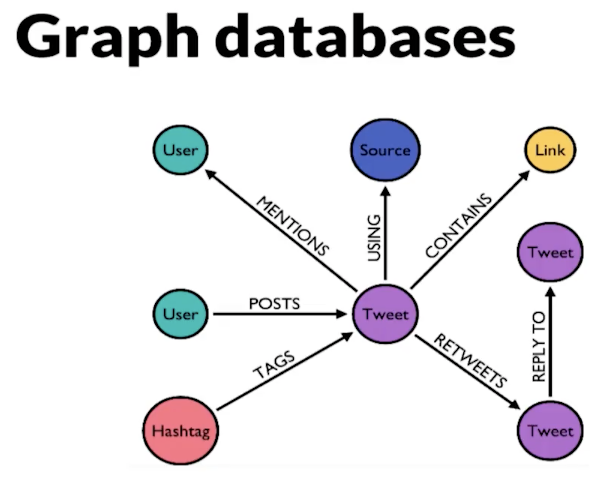 Graph databases
User
Source
Link
MENTIONS
USING
CONTAINS
Tweet
User
POSTS
Tweet
TAGS
RETWEETS
REPLY TO
Hashtag
Tweet